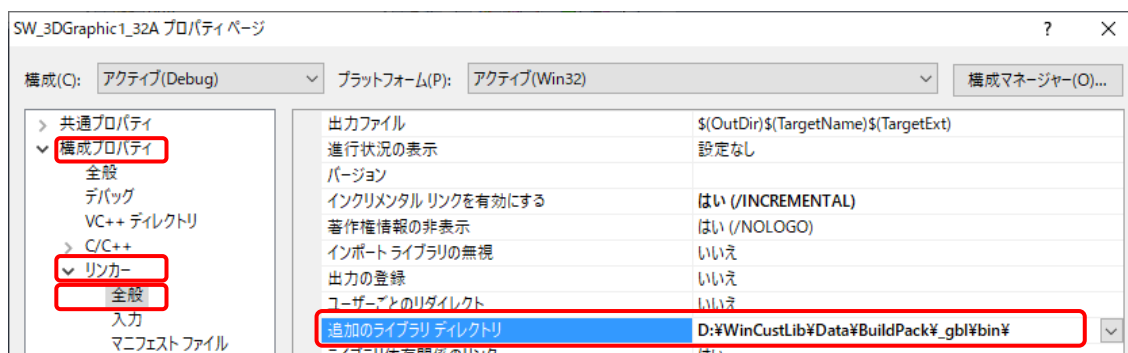 SW_3DGraphic1_32A プロパティ ページ ? ×
構成(C): アクティブ(Debug) プラットフォーム(P): アクティブ(Win32) 構成マネージャー(O)...
共通プロパティ
構成プロパティ
全般
デバッグ
VC++ ディレクトリ
C/C++
リンカー
全般
入力
マニフェスト ファイル
出力ファイル $(OutDir)$(TargetName)$(TargetExt)
進行状況の表示 設定なし
バージョン
インクリメンタル リンクを有効にする はい (/INCREMENTAL)
著作権情報の非表示 はい (/NOLOGO)
インポート ライブラリの無視 いいえ
出力の登録 いいえ
ユーザーごとのリダイレクト いいえ
追加のライブラリ ディレクトリ D:¥WinCustLib¥Data¥BuildPack¥_gbl¥bin¥